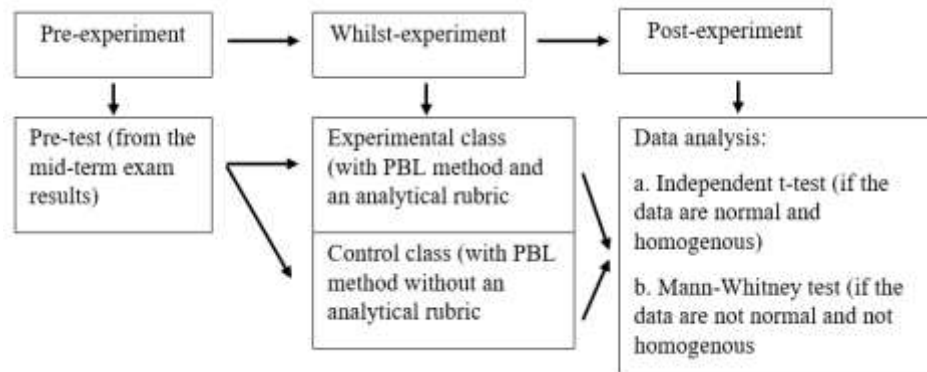 Pre-experiment
Whilst-experiment
Post-experiment
Pre-test (from the
mid-term exam
results)
Experimental class
(with PBL method and
an analytical rubric
Control class (with PBL
method without an
analytical rubric
Data analysis:
a. Independent t-test (if the
data are normal and
homogenous)
b. Mann-Whitney test (if the
data are not normal and not
homogenous